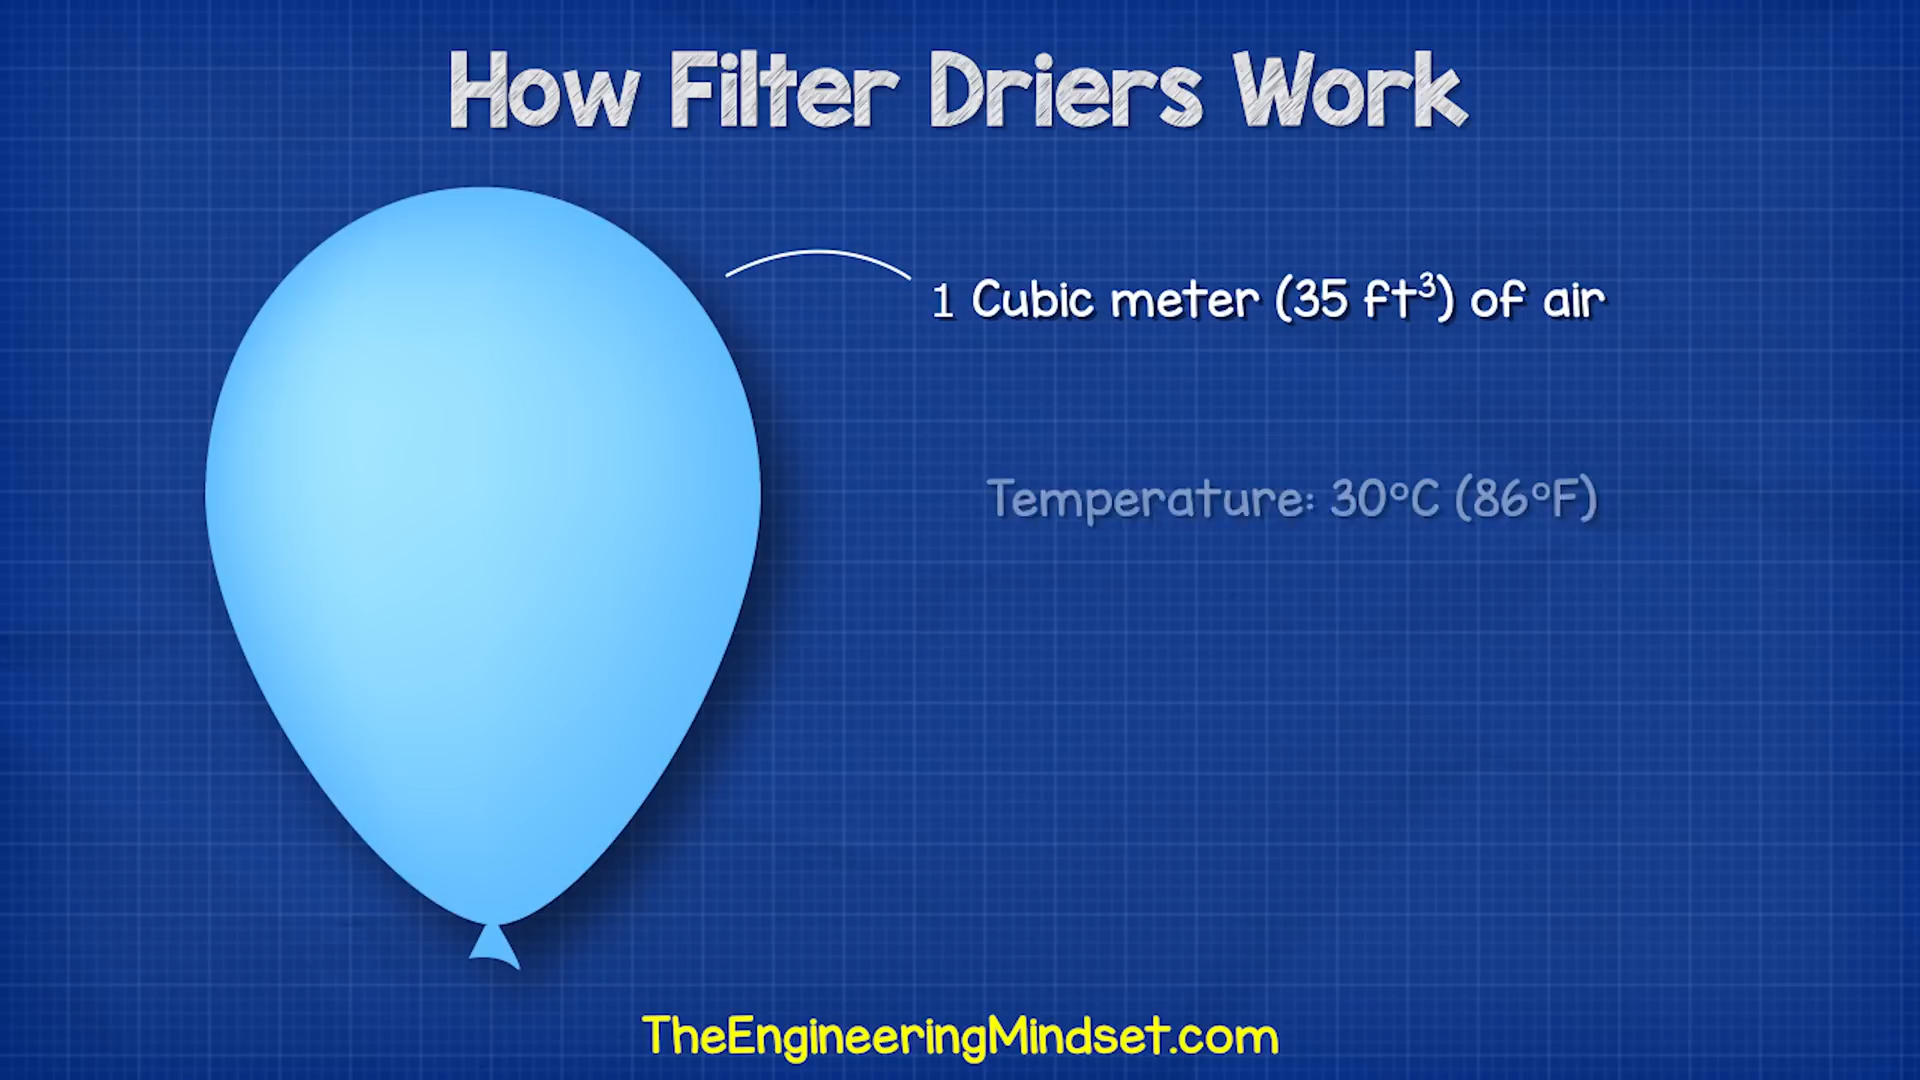 How Filter Driers Work
1 Cubic meter (35 ft³) of air
Temperature: 30°C (86°F)
TheEngineeringMindset.com